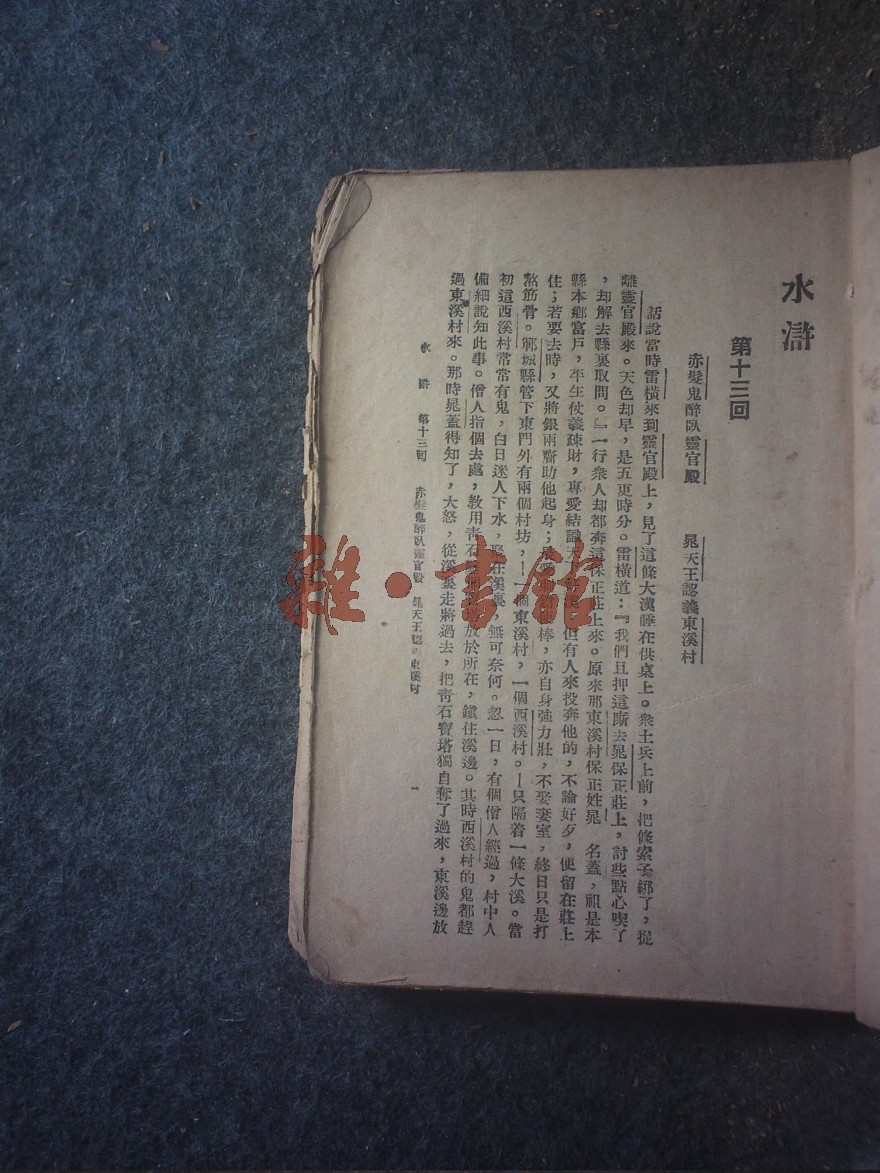 水滸
第十三回
赤髮鬼醉臥靈官殿　晁天王認義東溪村
話說當時雷橫來到靈官殿上，見了這條大漢睡在供桌上。衆土兵上前，把條索子綁了，捉
離靈官殿來。天色却早，是五更時分。雷橫道：『我們且押這廝去晁保正莊上，討些點心喫了
，却解去縣裏取問。』一行衆人却都奔這保正莊上來。原來那東溪村保正姓晁　名蓋，祖是本
縣本鄉富戶，平生仗義疎財，專愛結識天但有人來投奔他的，不論好歹，便留在莊上
住；若要去時，又將銀兩齎助他起身；棒，亦自身強力壯，不娶妻室，終日只是打
熬筋骨。鄆城縣管下東門外有兩個村坊，—一個東溪村，一個西溪村。—只隔着一條大溪。當
初這西溪村常常有鬼，白日迷人下水，聚在溪裏，無可奈何。忽一日，有個僧人經過，村中人
備細說知此事。僧人指個去處，教用靑石放於所在，鎭住溪邊。其時西溪村的鬼都趕
過東溪村來。那時晁蓋得知了，大怒，從溪裏走將過去，把靑石寶塔獨自奪了過來，東溪邊放
水滸　第十三回　赤髮鬼醉臥靈官殿　晁天王認義東溪村
一
雜·書館